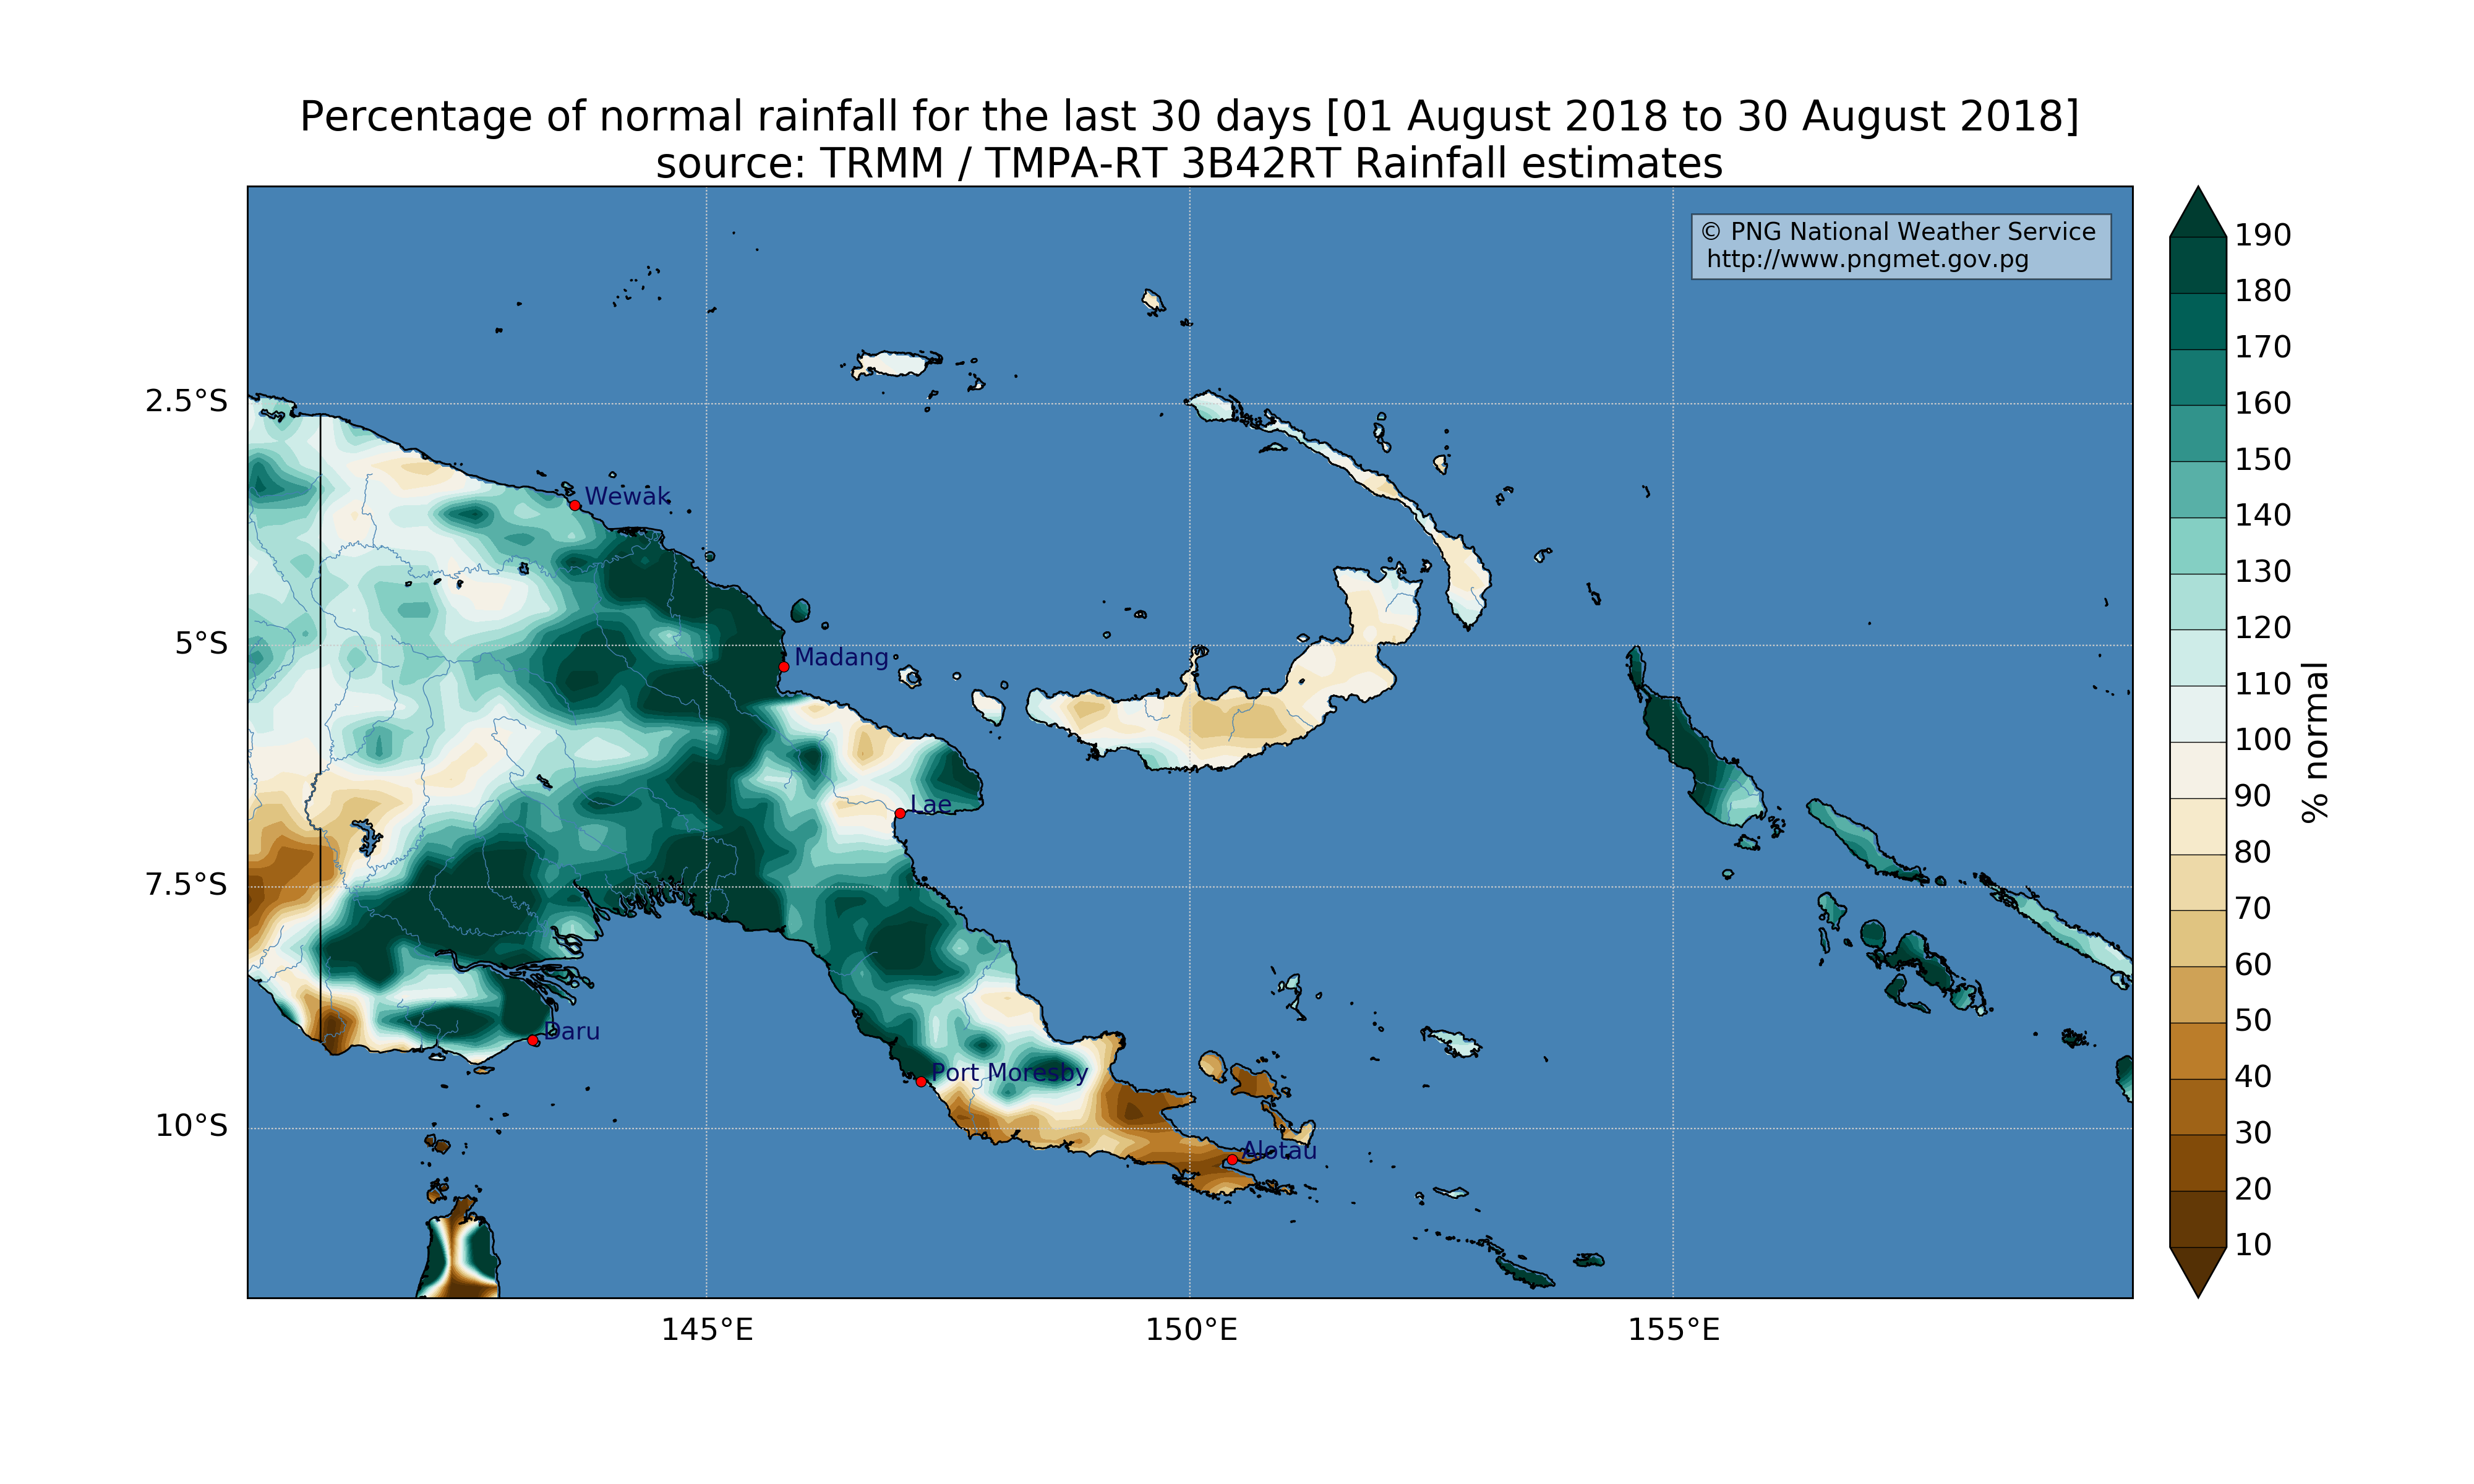 Percentage of normal rainfall for the last 30 days [01 August 2018 to 30 August 2018]
source: TRMM / TMPA-RT 3B42RT Rainfall estimates
© PNG National Weather Service
http://www.pngmet.gov.pg
2.5°S
5°S
7.5°S
10°S
145°E
150°E
155°E
Wewak
Madang
Lae
Daru
Port Moresby
Alotau
190
180
170
160
150
140
130
120
110
100
90
80
70
60
50
40
30
20
10
% normal